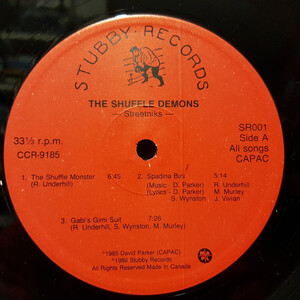 STUBBY RECORDS
THE SHUFFLE DEMONS
— Streetniks —
33⅓ r.p.m.
CCR-9185
SR001
Side A
All songs
CAPAC
1. The Shuffle Monster 6:45
(R. Underhill)
2. Spadina Bus 5:14
(Music - D. Parker) R. Underhill
(Lyrics - D. Parker, M. Murley
S. Wynston, J. Vivian
3. Gabi's Gimi Suit 7:26
(R. Underhill, S. Wynston, M. Murley)
°1985 David Parker (CAPAC)
°1986 Stubby Records
All Rights Reserved Made in Canada